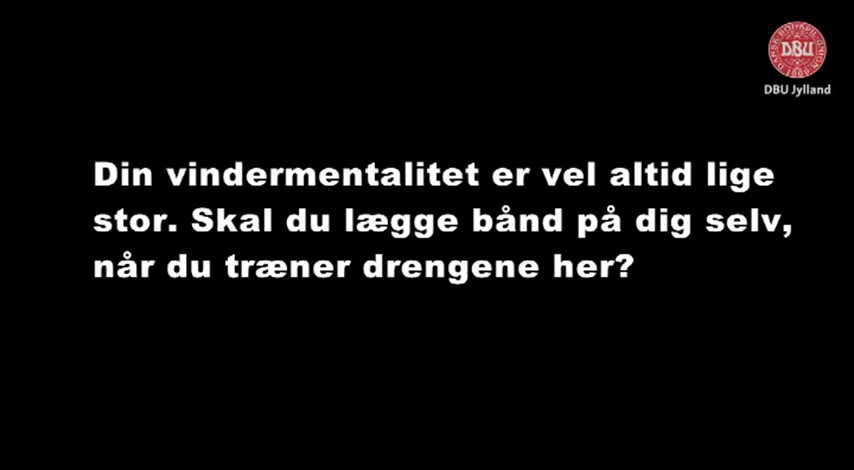 DBU
DBU Jylland
Din vindermentalitet er vel altid lige
stor. Skal du lægge bånd på dig selv,
når du træner drengene her?